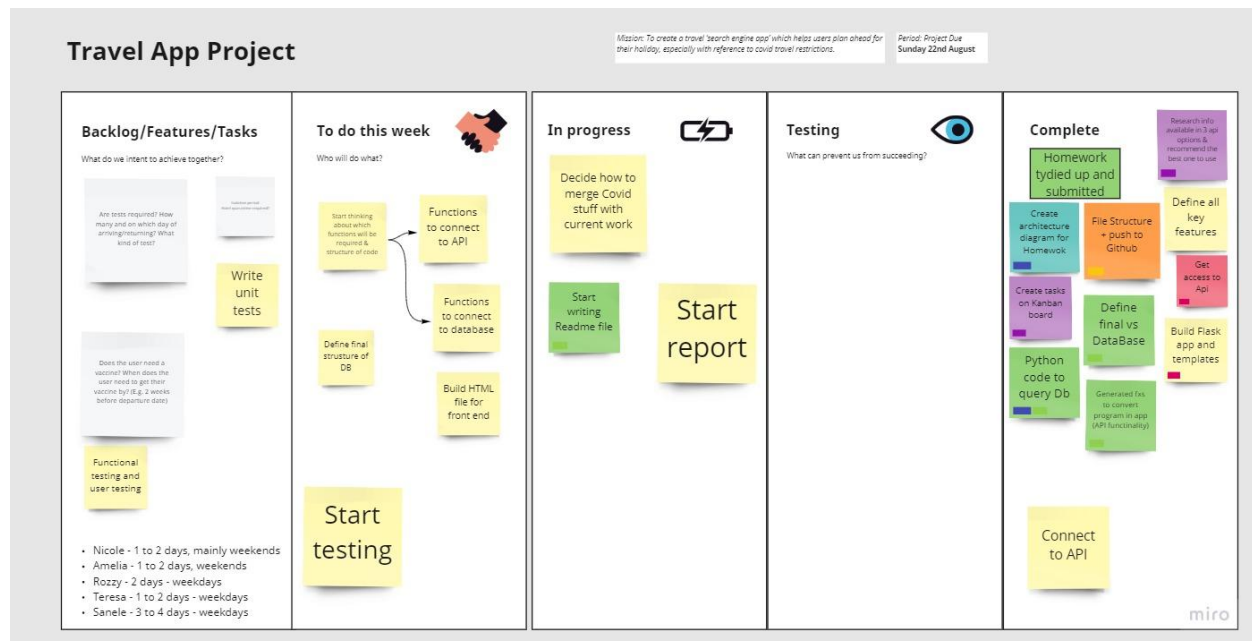 Travel App Project
Mission: To create a travel 'search engine app' which helps users plan ahead for
their holiday, especially with reference to covid travel restrictions.
Period: Project Due
Sunday 22nd August
Backlog/Features/Tasks
What do we intent to achieve together?
Are tests required? How
many and on which day of
arriving/returning? What
kind of test?
Write
unit
tests
Does the user need a
vaccine? When does the
user need to get their
vaccine by? (E.g. 2 weeks
before departure date)
Functional
testing and
user testing
• Nicole - 1 to 2 days, mainly weekends
• Amelia - 1 to 2 days, weekends
• Rozzy - 2 days - weekdays
• Teresa - 1 to 2 days - weekdays
• Sanele - 3 to 4 days - weekdays
To do this week
Who will do what?
Start thinking
about which
functions will be
required &
structure of code
Functions
to connect
to API
Functions
to connect
to database
Define final
strusture of
DB
Build HTML
file for
front end
Start
testing
In progress
Decide how to
merge Covid
stuff with
current work
Start
writing
Readme file
Start
report
Testing
What can prevent us from succeeding?
Complete
Homework
tydied up and
submitted
Research info
available in 3 api
options &
recommend the
best one to use
Create
architecture
diagram for
Homewok
File Structure
+ push to
Github
Define all
key
features
Get
access to
Api
Create tasks
on Kanban
board
Define
final vs
DataBase
Build Flask
app and
templates
Python
code to
query Db
Generated fxs
to convert
program in app
(API functinality)
Connect
to API
miro